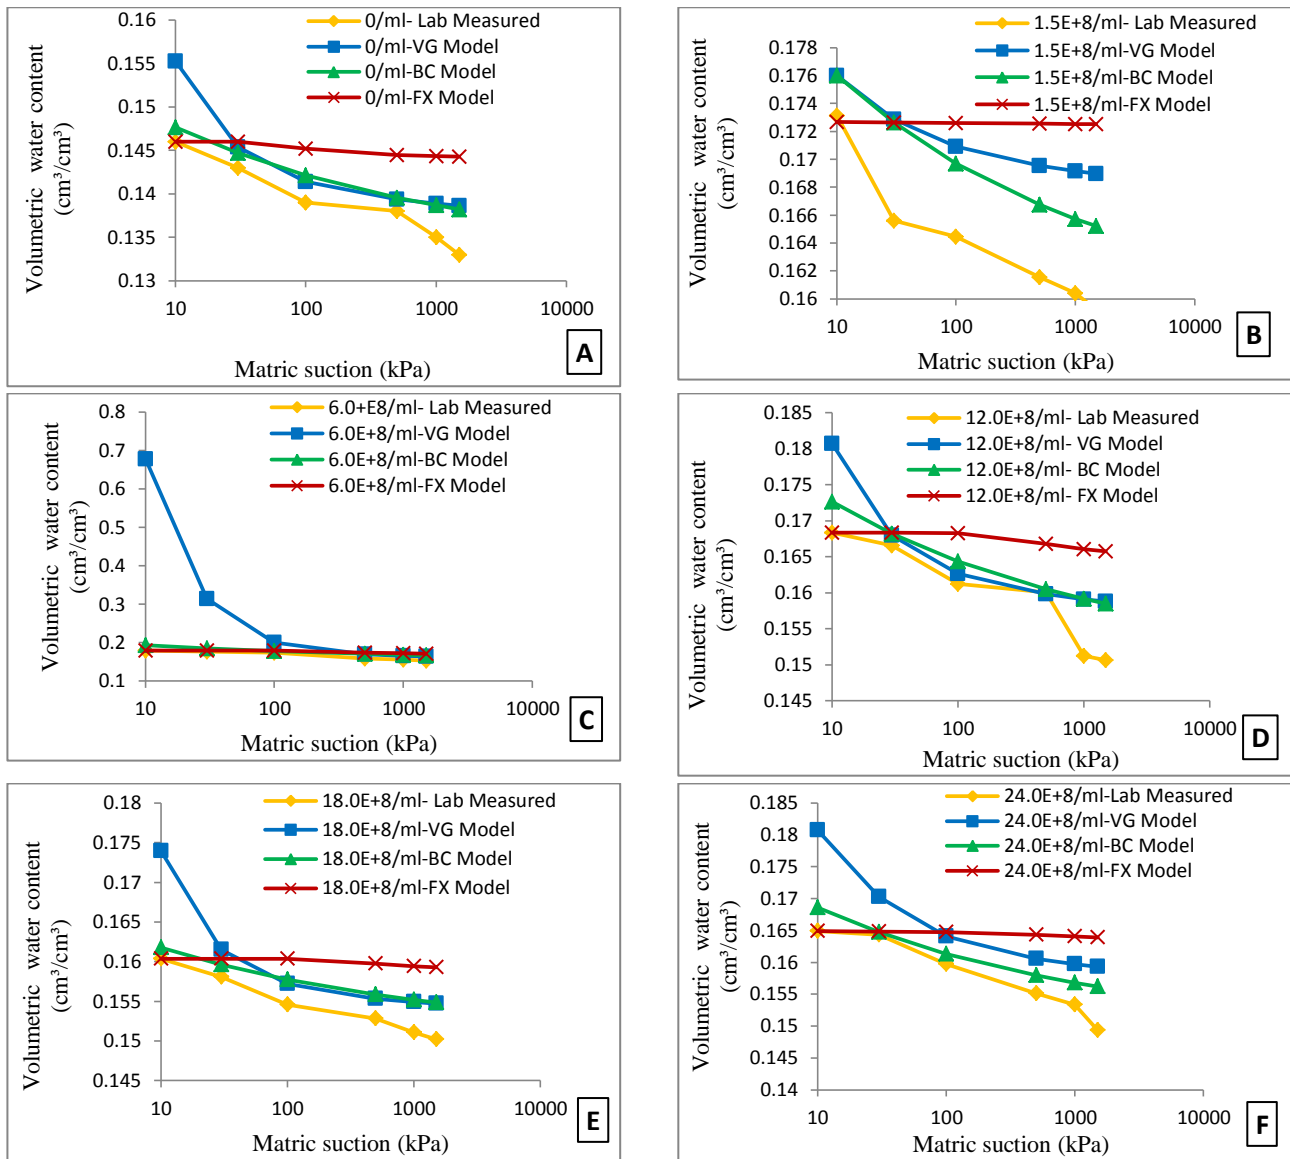 0.16
0.155
0.15
0.145
0.14
0.135
0.13
10
100
1000
10000
Volumetric water content
(cm³/cm³)
Matric suction (kPa)
0/ml- Lab Measured
0/ml-VG Model
0/ml-BC Model
0/ml-FX Model
A
0.178
0.176
0.174
0.172
0.17
0.168
0.166
0.164
0.162
0.16
10
100
1000
10000
Volumetric water content
(cm³/cm³)
Matric suction (kPa)
1.5E+8/ml- Lab Measured
1.5E+8/ml-VG Model
1.5E+8/ml-BC Model
1.5E+8/ml-FX Model
B
0.8
0.7
0.6
0.5
0.4
0.3
0.2
0.1
10
100
1000
10000
Volumetric water content
(cm³/cm³)
Matric suction (kPa)
6.0+E8/ml- Lab Measured
6.0E+8/ml-VG Model
6.0E+8/ml-BC Model
6.0E+8/ml-FX Model
C
0.185
0.18
0.175
0.17
0.165
0.16
0.155
0.15
0.145
10
100
1000
10000
Volumetric water content
(cm³/cm³)
Matric suction (kPa)
12.0E+8/ml- Lab Measured
12.0E+8/ml- VG Model
12.0E+8/ml- BC Model
12.0E+8/ml- FX Model
D
0.18
0.175
0.17
0.165
0.16
0.155
0.15
0.145
10
100
1000
10000
Volumetric water content
(cm³/cm³)
Matric suction (kPa)
18.0E+8/ml- Lab Measured
18.0E+8/ml-VG Model
18.0E+8/ml-BC Model
18.0E+8/ml-FX Model
E
0.185
0.18
0.175
0.17
0.165
0.16
0.155
0.15
0.145
0.14
10
100
1000
10000
Volumetric water content
(cm³/cm³)
Matric suction (kPa)
24.0E+8/ml-Lab Measured
24.0E+8/ml-VG Model
24.0E+8/ml-BC Model
24.0E+8/ml-FX Model
F